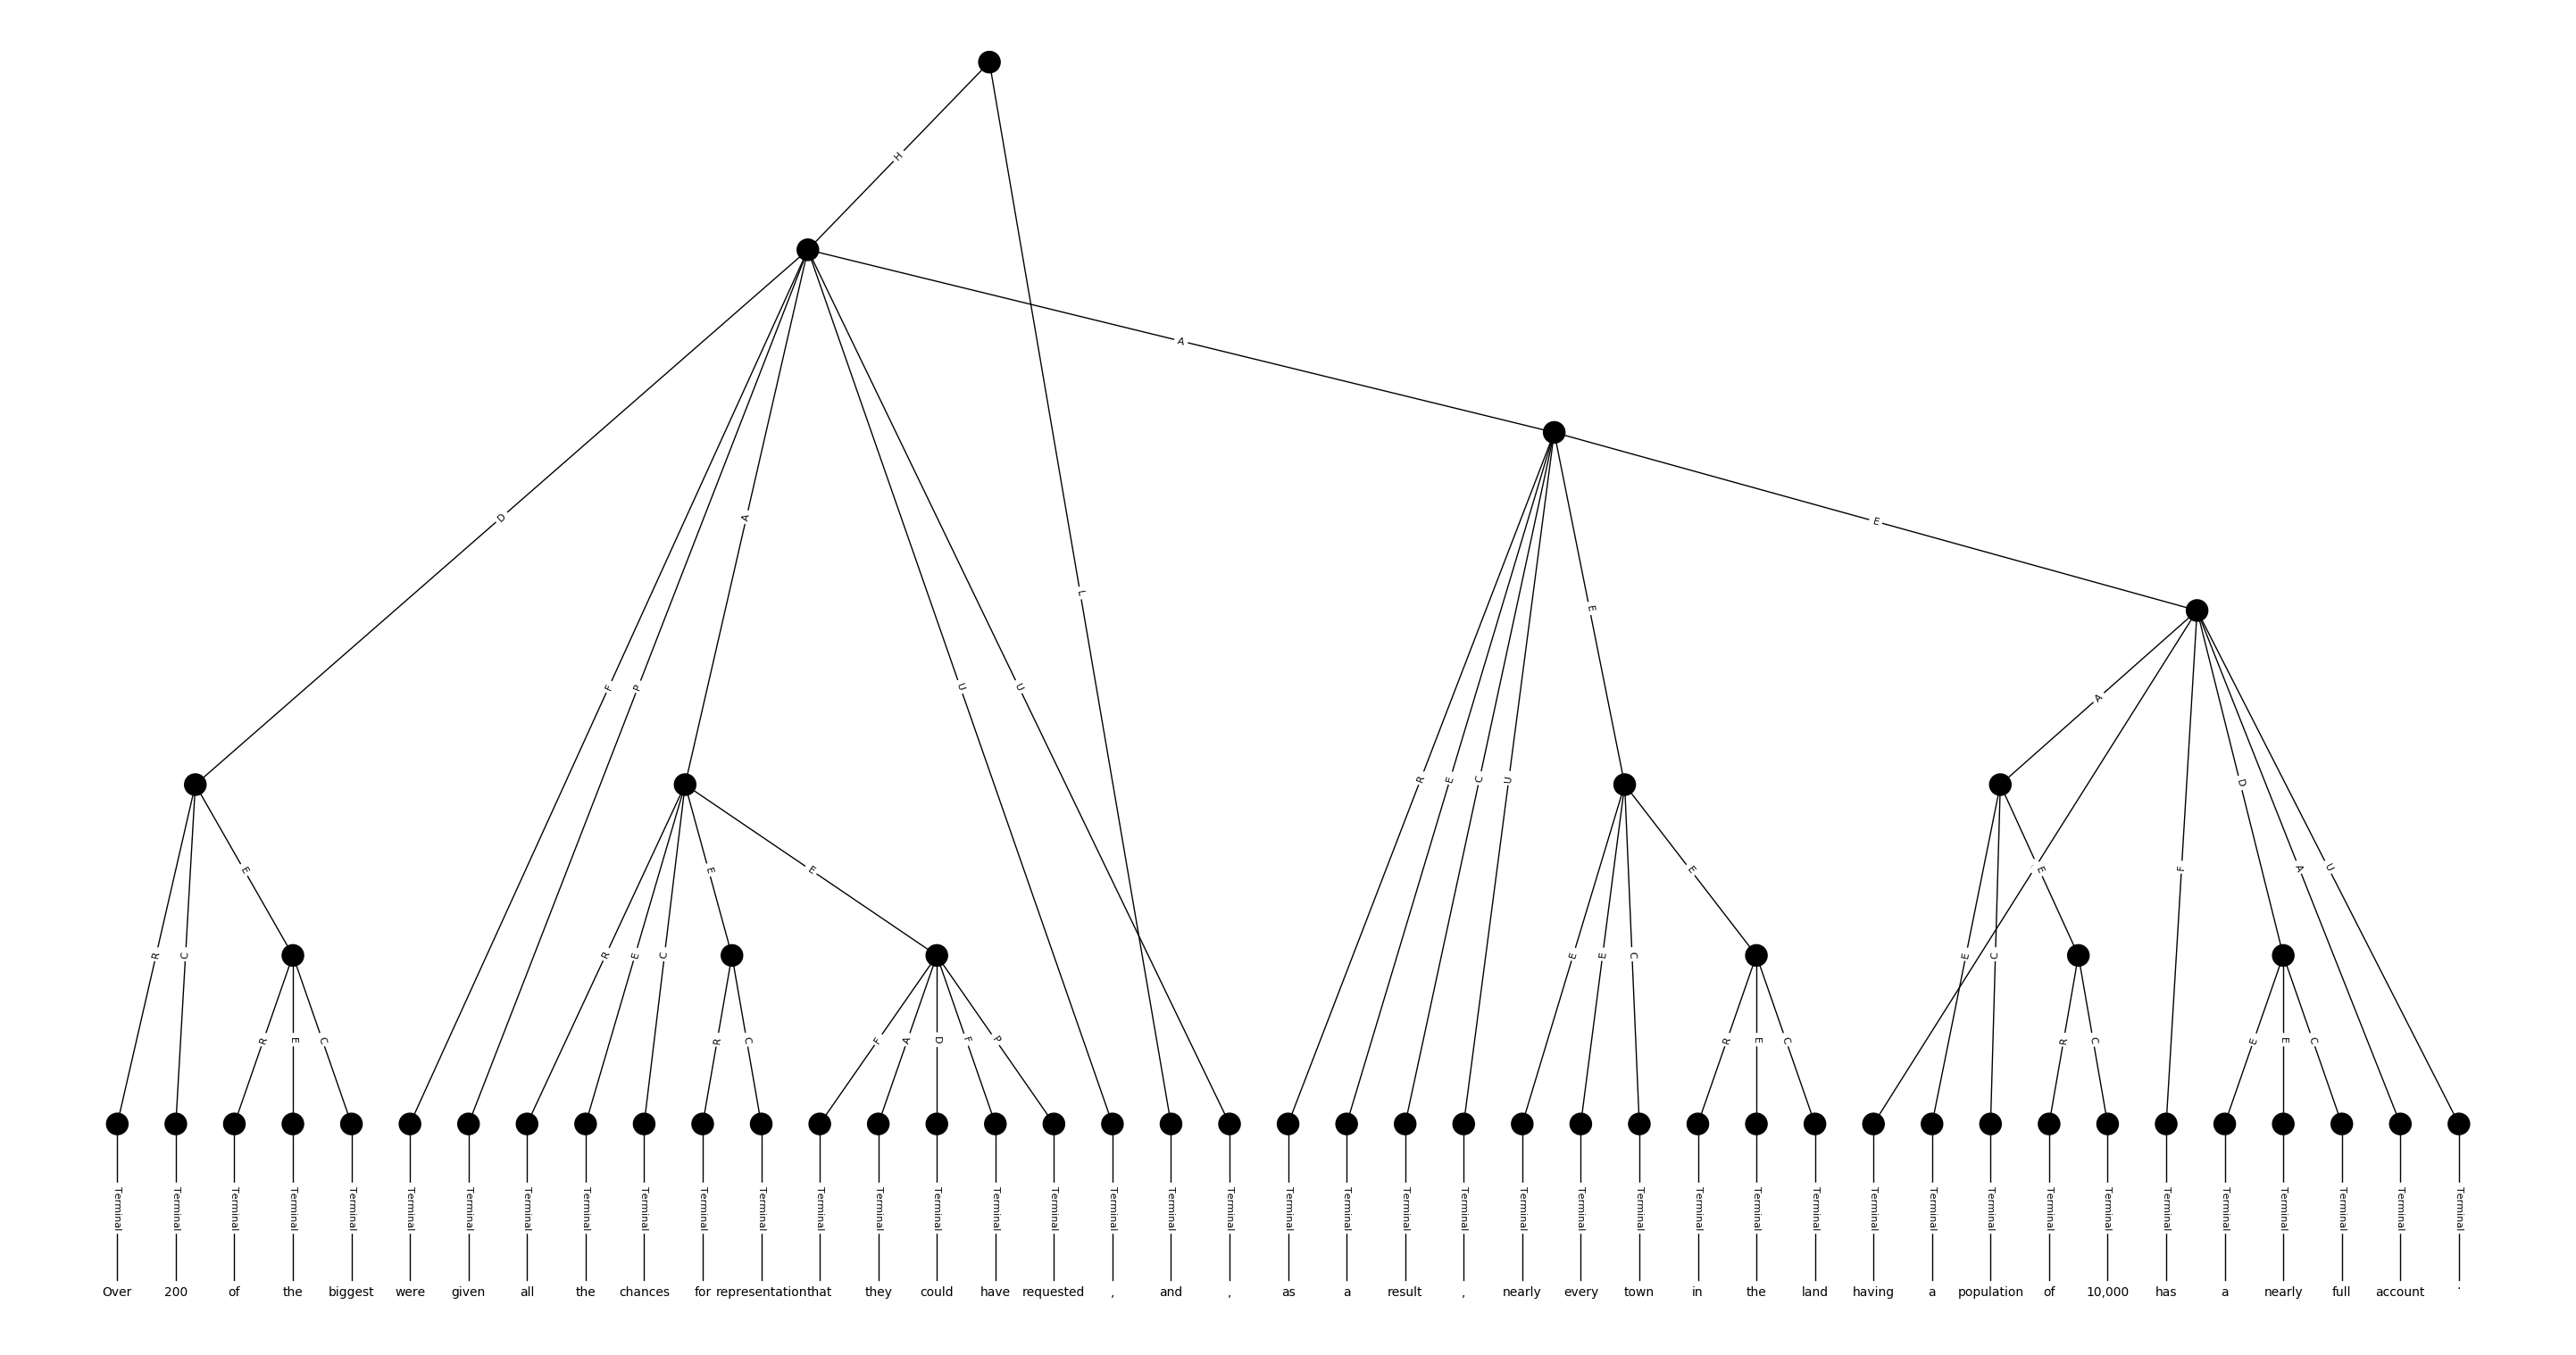 H
A
D
E
L
E
A
F
P
U
U
R
E
C
U
A
D
E
E
E
E
E
F
A
U
R
C
R
E
C
E
E
C
E
C
R
E
C
R
C
F
A
D
F
P
R
E
C
R
C
E
E
C
Terminal Terminal Terminal Terminal Terminal Terminal Terminal Terminal Terminal Terminal Terminal Terminal Terminal Terminal Terminal Terminal Terminal Terminal Terminal Terminal Terminal Terminal Terminal Terminal Terminal Terminal Terminal Terminal Terminal Terminal Terminal Terminal Terminal Terminal Terminal Terminal Terminal Terminal Terminal Terminal Terminal
Over 200 of the biggest were given all the chances for representation that they could have requested , and , as a result , nearly every town in the land having a population of 10,000 has a nearly full account .